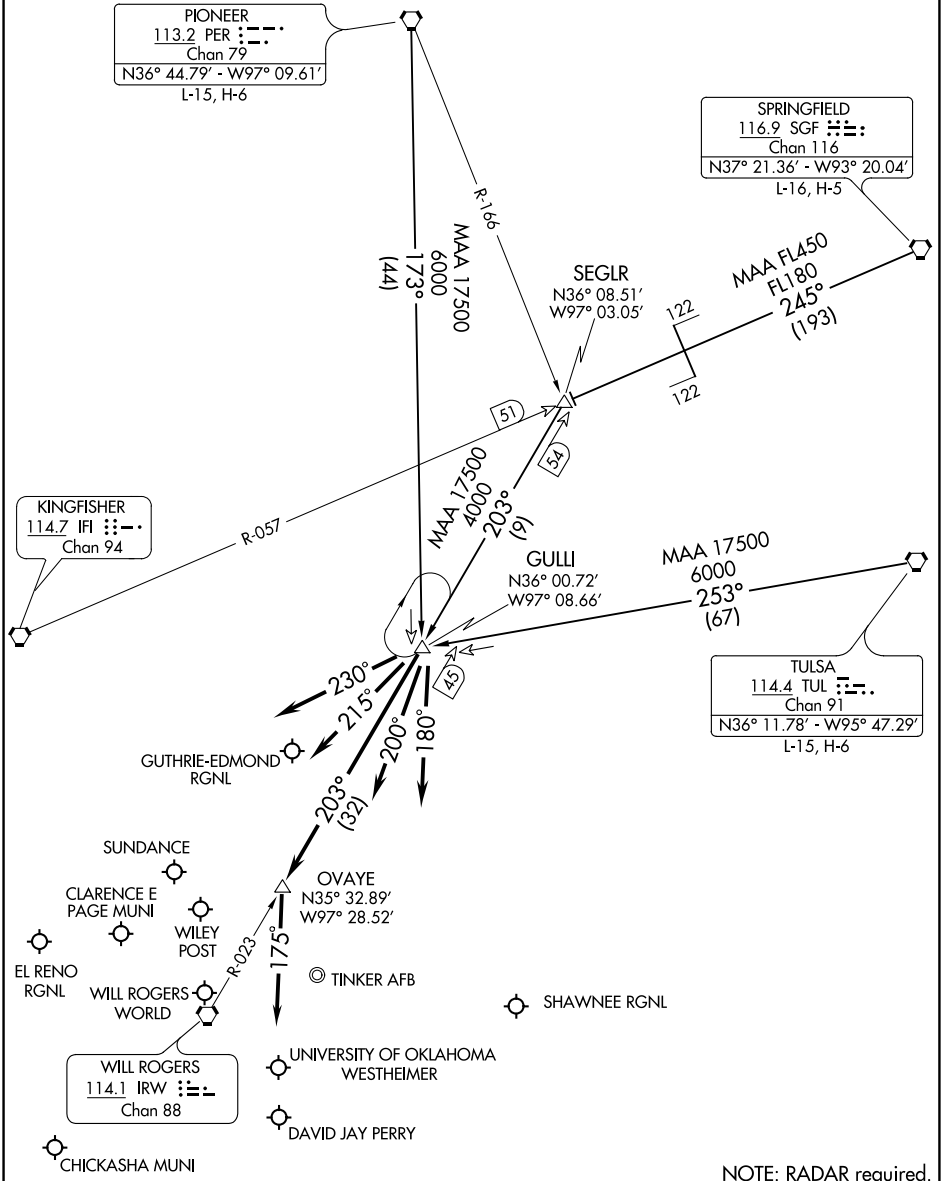 PIONEER
113.2 PER
Chan 79
N36° 44.79' - W97° 09.61'
L-15, H-6
SPRINGFIELD
116.9 SGF
Chan 116
N37° 21.36' - W93° 20.04'
L-16, H-5
R-166
MAA 17500
6000
173°
(44)
SEGLR
N36° 08.51'
W97° 03.05'
MAA FL450
FL180
245°
(193)
122
122
51
54
MAA 17500
4000
203°
(9)
KINGFISHER
114.7 IFI
Chan 94
R-057
GULLI
N36° 00.72'
W97° 08.66'
MAA 17500
6000
253°
(67)
TULSA
114.4 TUL
Chan 91
N36° 11.78' - W95° 47.29'
L-15, H-6
45
230°
215°
200°
180°
203°
(32)
GUTHRIE-EDMOND
RGNL
SUNDANCE
CLARENCE E
PAGE MUNI
WILEY
POST
EL RENO
RGNL
OVAYE
N35° 32.89'
W97° 28.52'
R-023
175°
TINKER AFB
WILL ROGERS
WORLD
SHAWNEE RGNL
WILL ROGERS
114.1 IRW
Chan 88
UNIVERSITY OF OKLAHOMA
WESTHEIMER
DAVID JAY PERRY
CHICKASHA MUNI
NOTE: RADAR required.